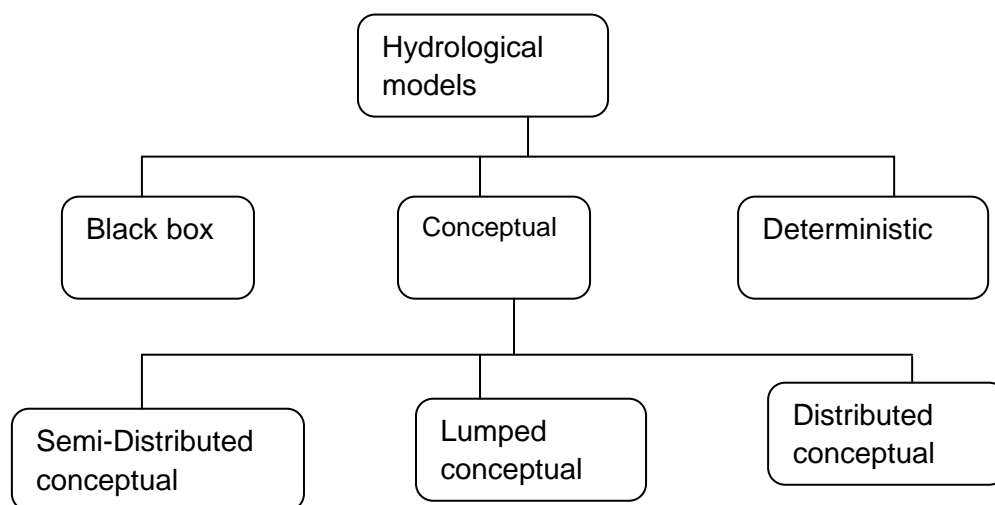 Hydrological
models
Black box
Conceptual
Deterministic
Semi-Distributed
conceptual
Lumped
conceptual
Distributed
conceptual